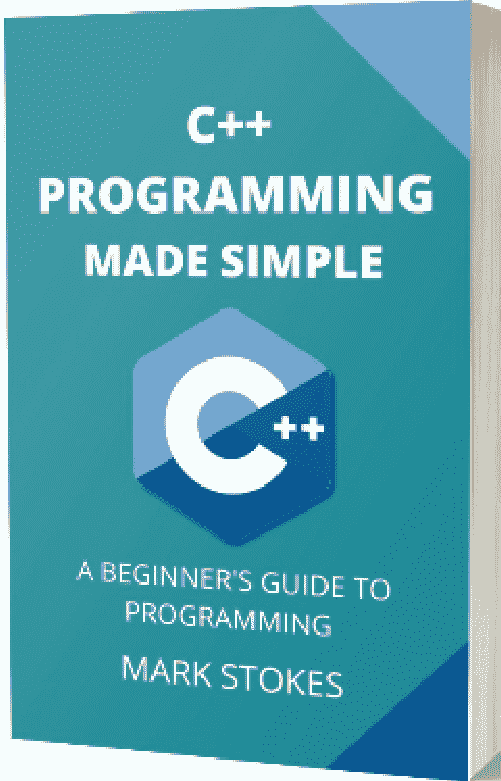 C++
PROGRAMMING
MADE SIMPLE
C++
A BEGINNER'S GUIDE TO
PROGRAMMING
MARK STOKES